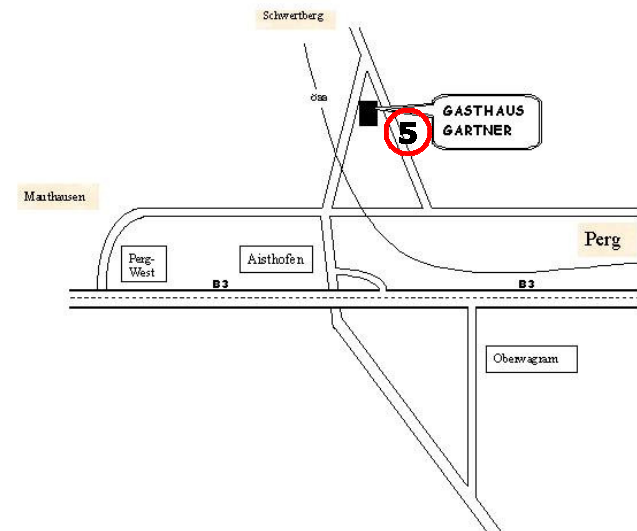 Schwertberg
GASTHAUS
GARTNER
5
Mauthausen
Perg
Perg-
West
Aisthofen
B3
B3
Oberwagram